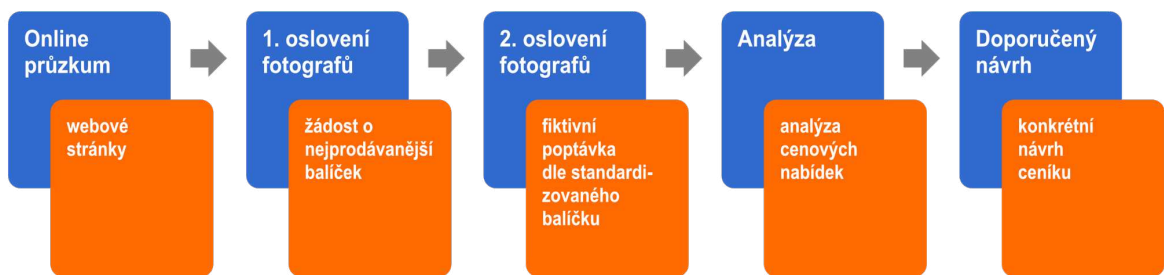 Online
průzkum
webové
stránky
1. oslovení
fotografů
žádost o
nejprodávanější
balíček
2. oslovení
fotografů
fiktivní
poptávka
dle standardi-
zovaného
balíčku
Analýza
analýza
cenových
nabídek
Doporučený
návrh
konkrétní
návrh
ceníku